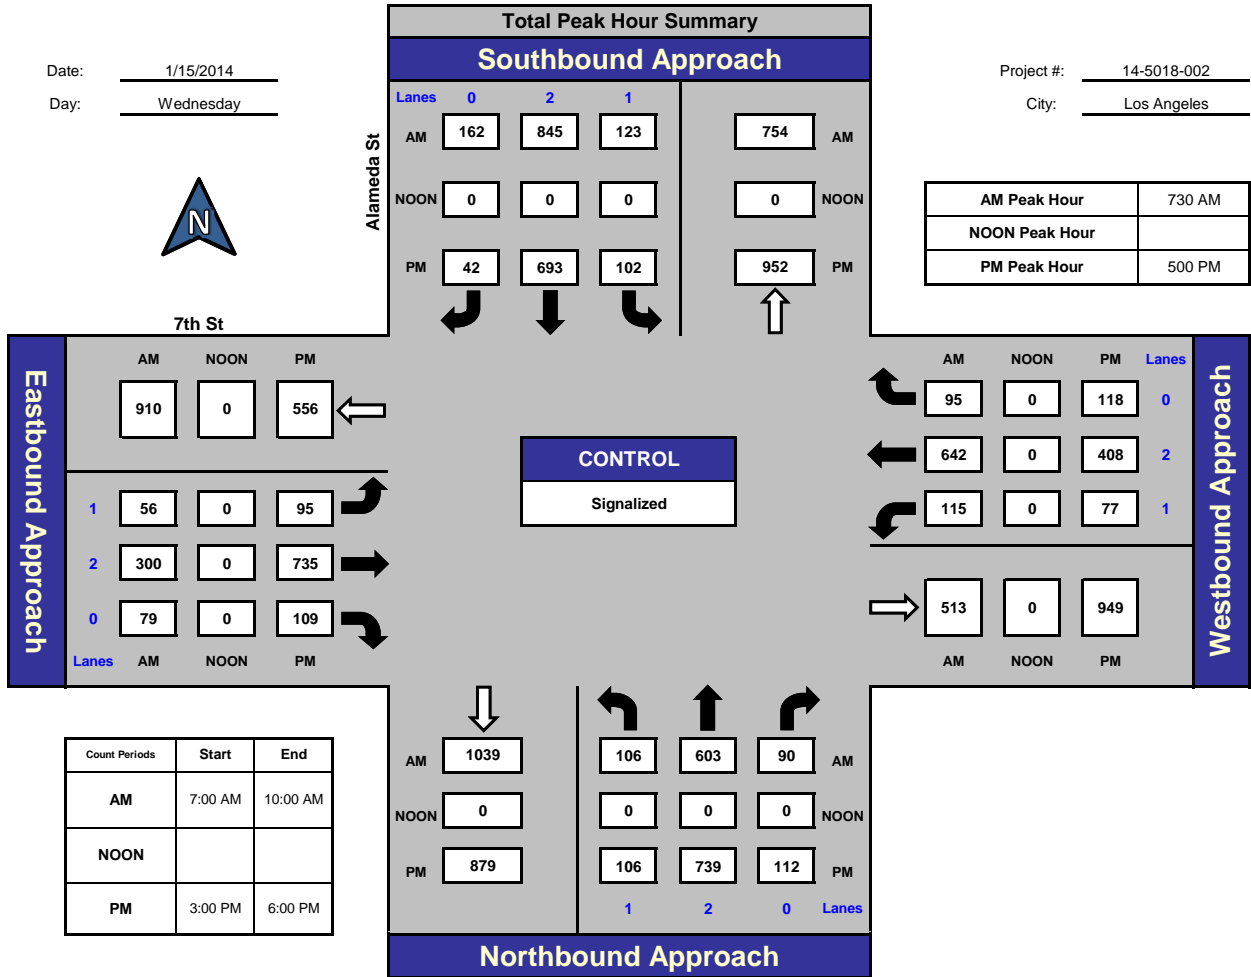 Total Peak Hour Summary
Southbound Approach
Date: 1/15/2014
Day: Wednesday
Project #: 14-5018-002
City: Los Angeles
N
Alameda St
Lanes 0 2 1
AM 162 845 123 754 AM
NOON 0 0 0 0 NOON
PM 42 693 102 952 PM
AM Peak Hour 730 AM
NOON Peak Hour
PM Peak Hour 500 PM
7th St
Eastbound Approach
AM NOON PM
910 0 556
1 56 0 95
2 300 0 735
0 79 0 109
Lanes AM NOON PM
CONTROL
Signalized
AM NOON PM Lanes
95 0 118 0
642 0 408 2
115 0 77 1
513 0 949
AM NOON PM
Westbound Approach
Count Periods Start End
AM 7:00 AM 10:00 AM
NOON
PM 3:00 PM 6:00 PM
AM 1039 106 603 90 AM
NOON 0 0 0 0 NOON
PM 879 106 739 112 PM
1 2 0 Lanes
Northbound Approach